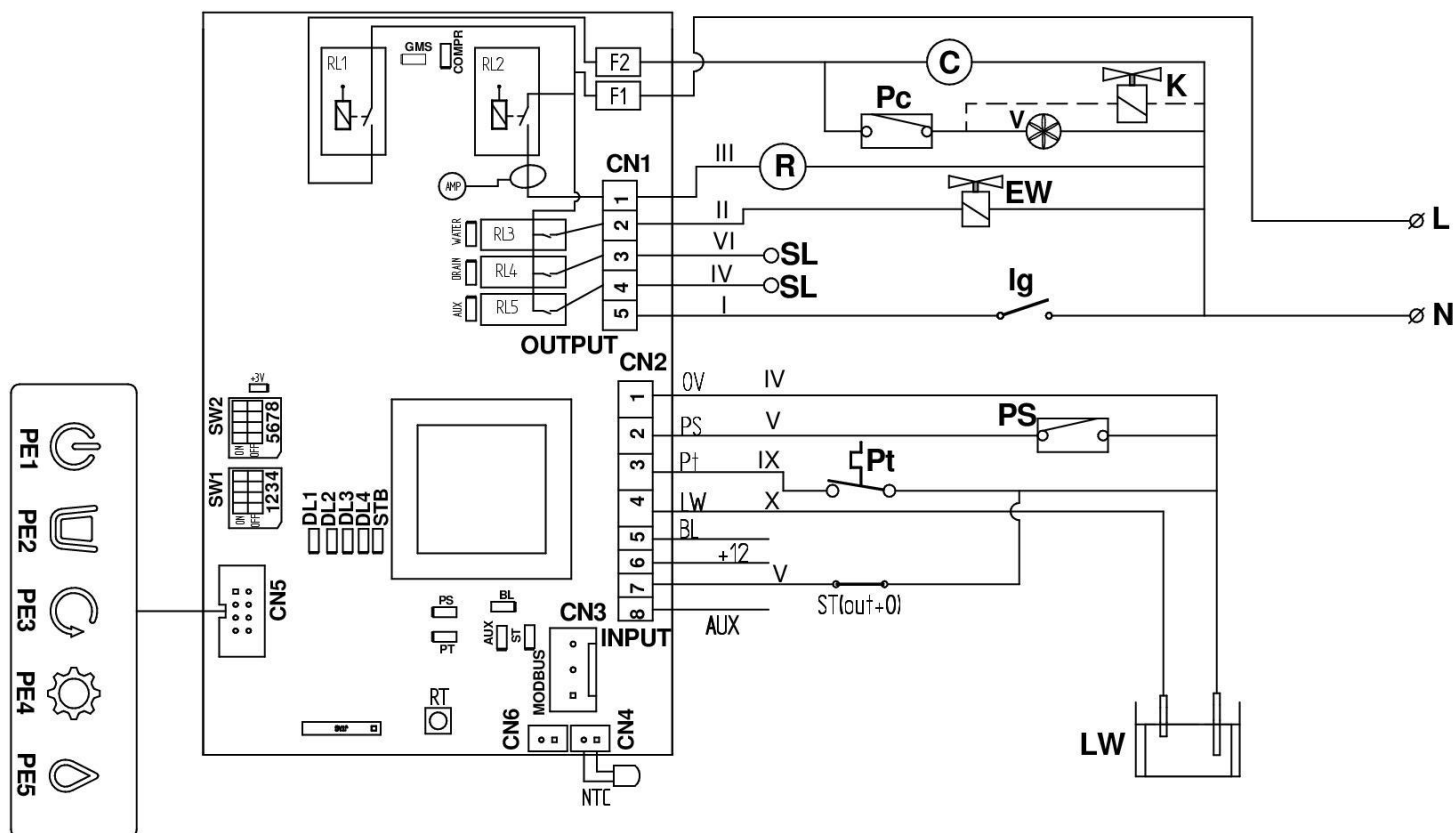 GMS
COMPR
RL1
RL2
F2
F1
C
K
Pc
V
CN1
III
R
AMP
1
2
3
4
5
II
EW
WATER
RL3
VI
SL
DRAIN
RL4
IV
SL
AUX
RL5
I
Ig
L
N
OUTPUT
CN2
+3V
SW2
ON
OFF
5678
SW1
ON
OFF
1234
DL1
DL2
DL3
DL4
STB
1
2
3
4
5
6
7
8
0V
IV
PS
V
PS
Pt
IX
Pt
LW
X
BL
+12
V
ST(out+0)
AUX
INPUT
PE1
PE2
PE3
PE4
PE5
CN5
PS
PT
BL
AUX
ST
CN3
MODBUS
RT
CN6
CN4
NTC
LW